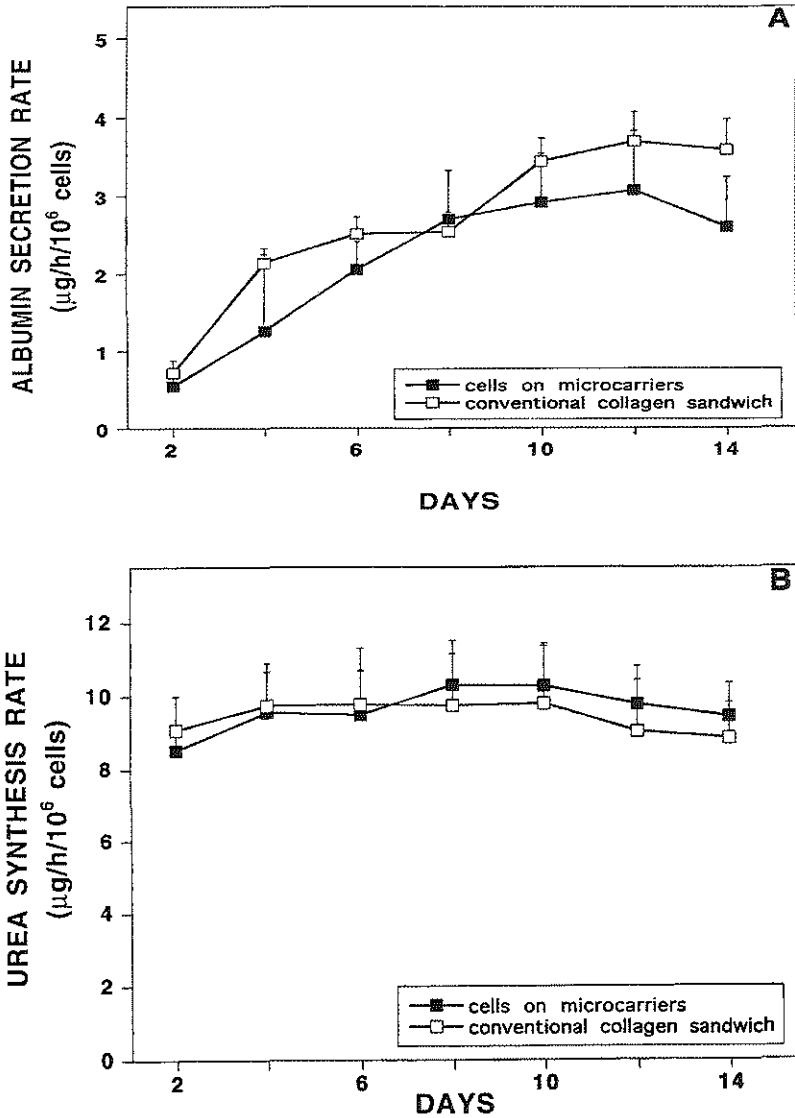 A
ALBUMIN SECRETION RATE
(µg/h/10⁶ cells)
5
4
3
2
1
0
cells on microcarriers
conventional collagen sandwich
2
6
10
14
DAYS
B
UREA SYNTHESIS RATE
(µg/h/10⁶ cells)
12
10
8
6
4
2
0
cells on microcarriers
conventional collagen sandwich
2
6
10
14
DAYS